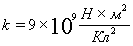 k = 9 × 10⁹ Н × м² / Кл²